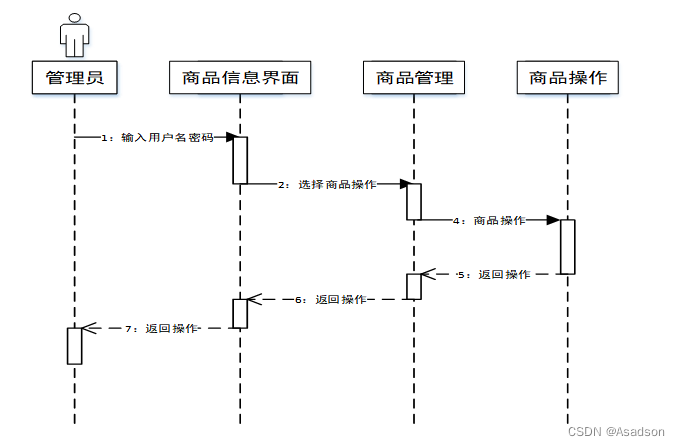 管理员
商品信息界面
商品管理
商品操作
1：输入用户名密码
2：选择商品操作
4：商品操作
5：返回操作
6：返回操作
7：返回操作
CSDN @Asadson